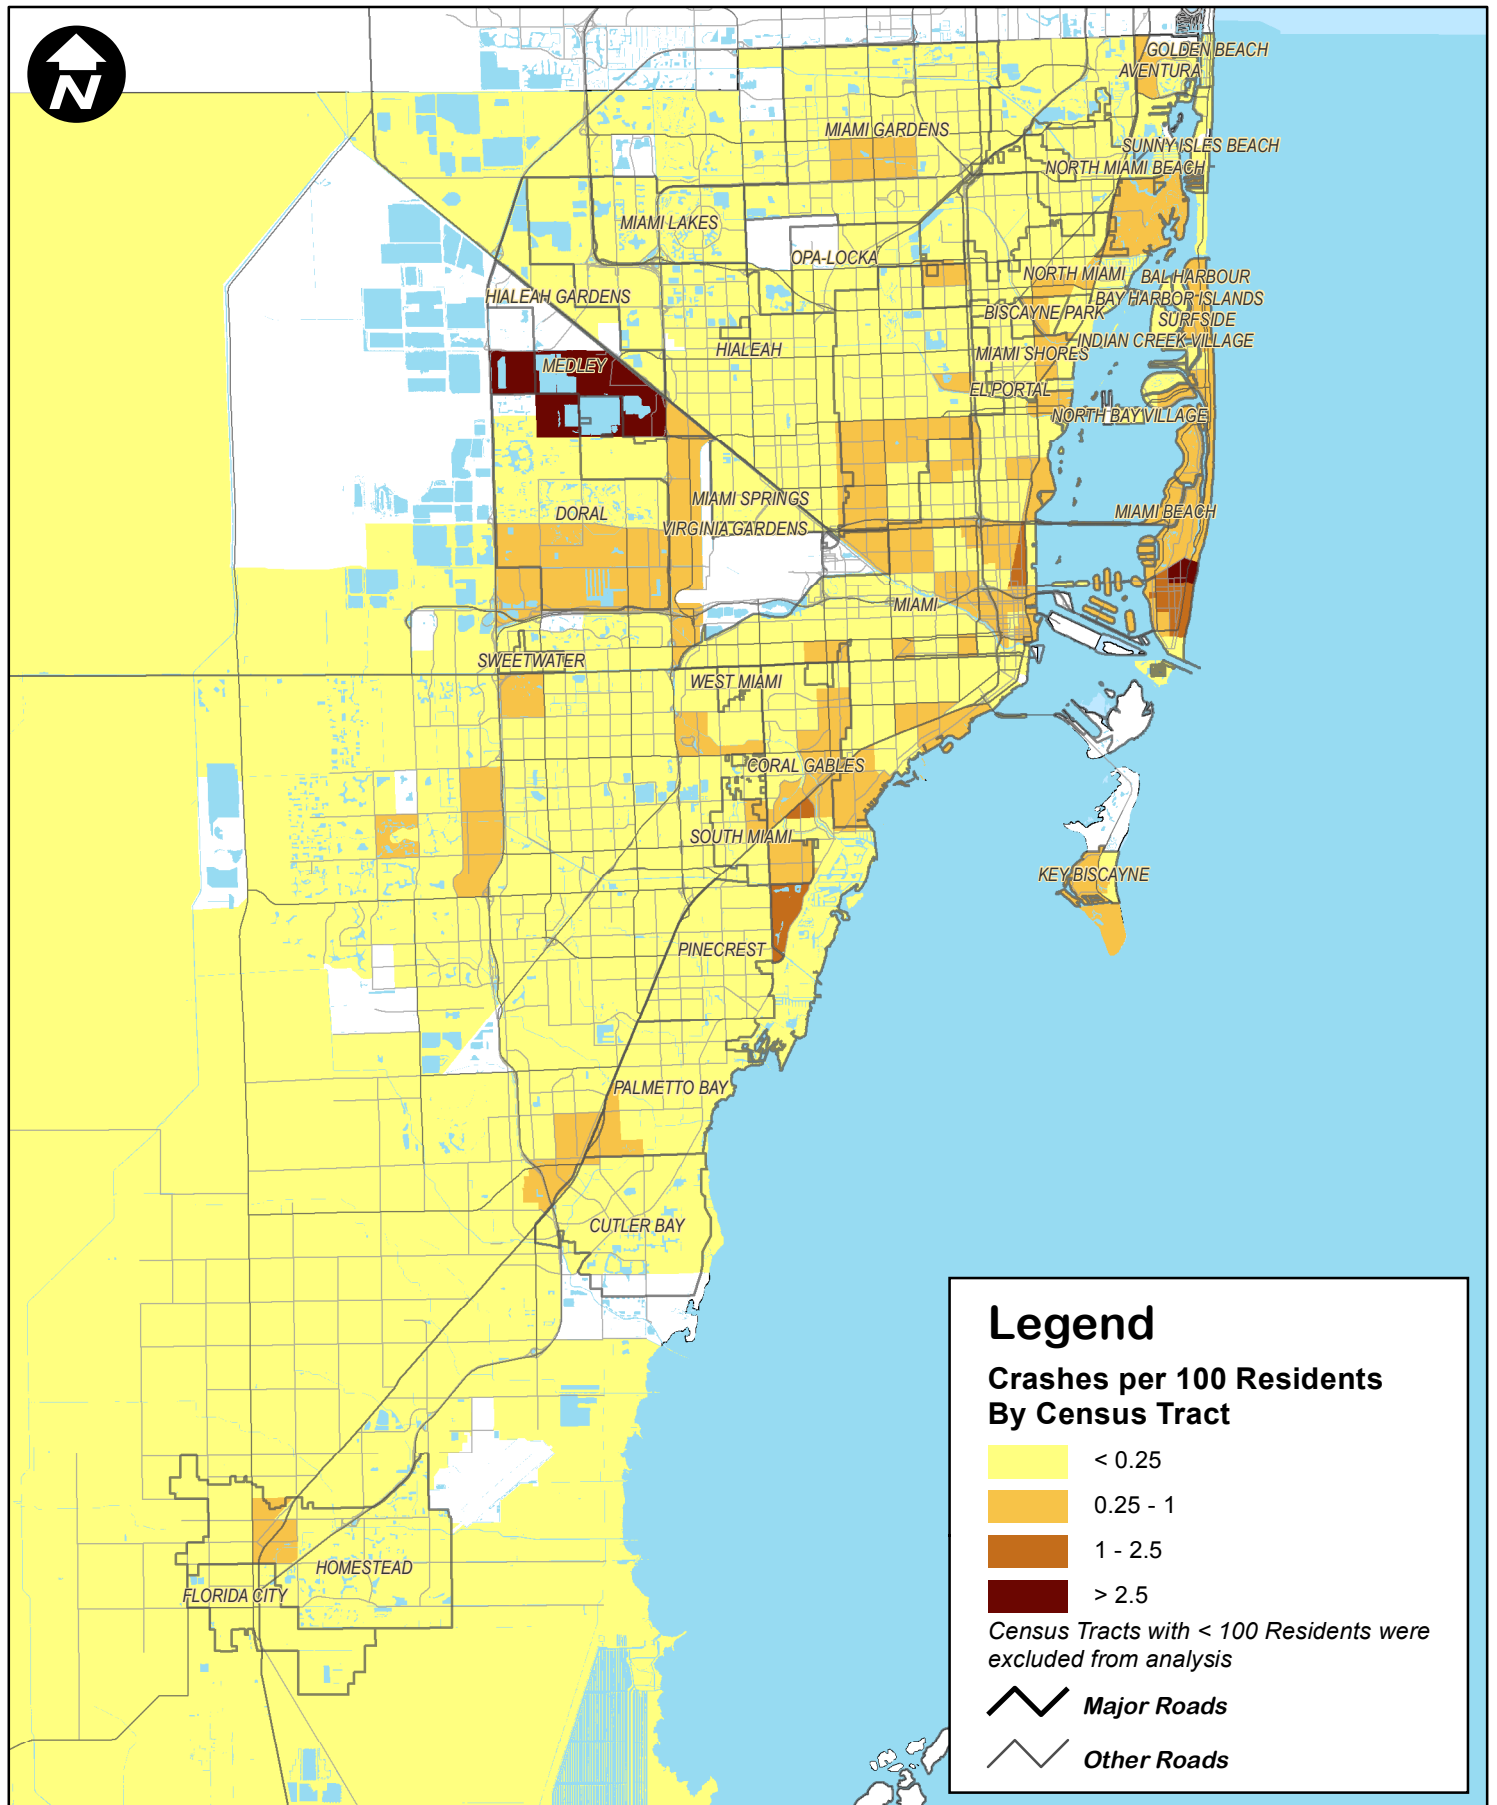 N
GOLDEN BEACH
AVENTURA
MIAMI GARDENS
SUNNY ISLES BEACH
NORTH MIAMI BEACH
MIAMI LAKES
OPA-LOCKA
NORTH MIAMI
BAL HARBOUR
HIALEAH GARDENS
BAY HARBOR ISLANDS
BISCAYNE PARK
SURFSIDE
INDIAN CREEK VILLAGE
HIALEAH
MIAMI SHORES
MEDLEY
EL PORTAL
NORTH BAY VILLAGE
MIAMI SPRINGS
DORAL
MIAMI BEACH
VIRGINIA GARDENS
MIAMI
SWEETWATER
WEST MIAMI
CORAL GABLES
SOUTH MIAMI
KEY BISCAYNE
PINECREST
PALMETTO BAY
CUTLER BAY
HOMESTEAD
FLORIDA CITY
Legend
Crashes per 100 Residents
By Census Tract
< 0.25
0.25 - 1
1 - 2.5
> 2.5
Census Tracts with < 100 Residents were
excluded from analysis
Major Roads
Other Roads